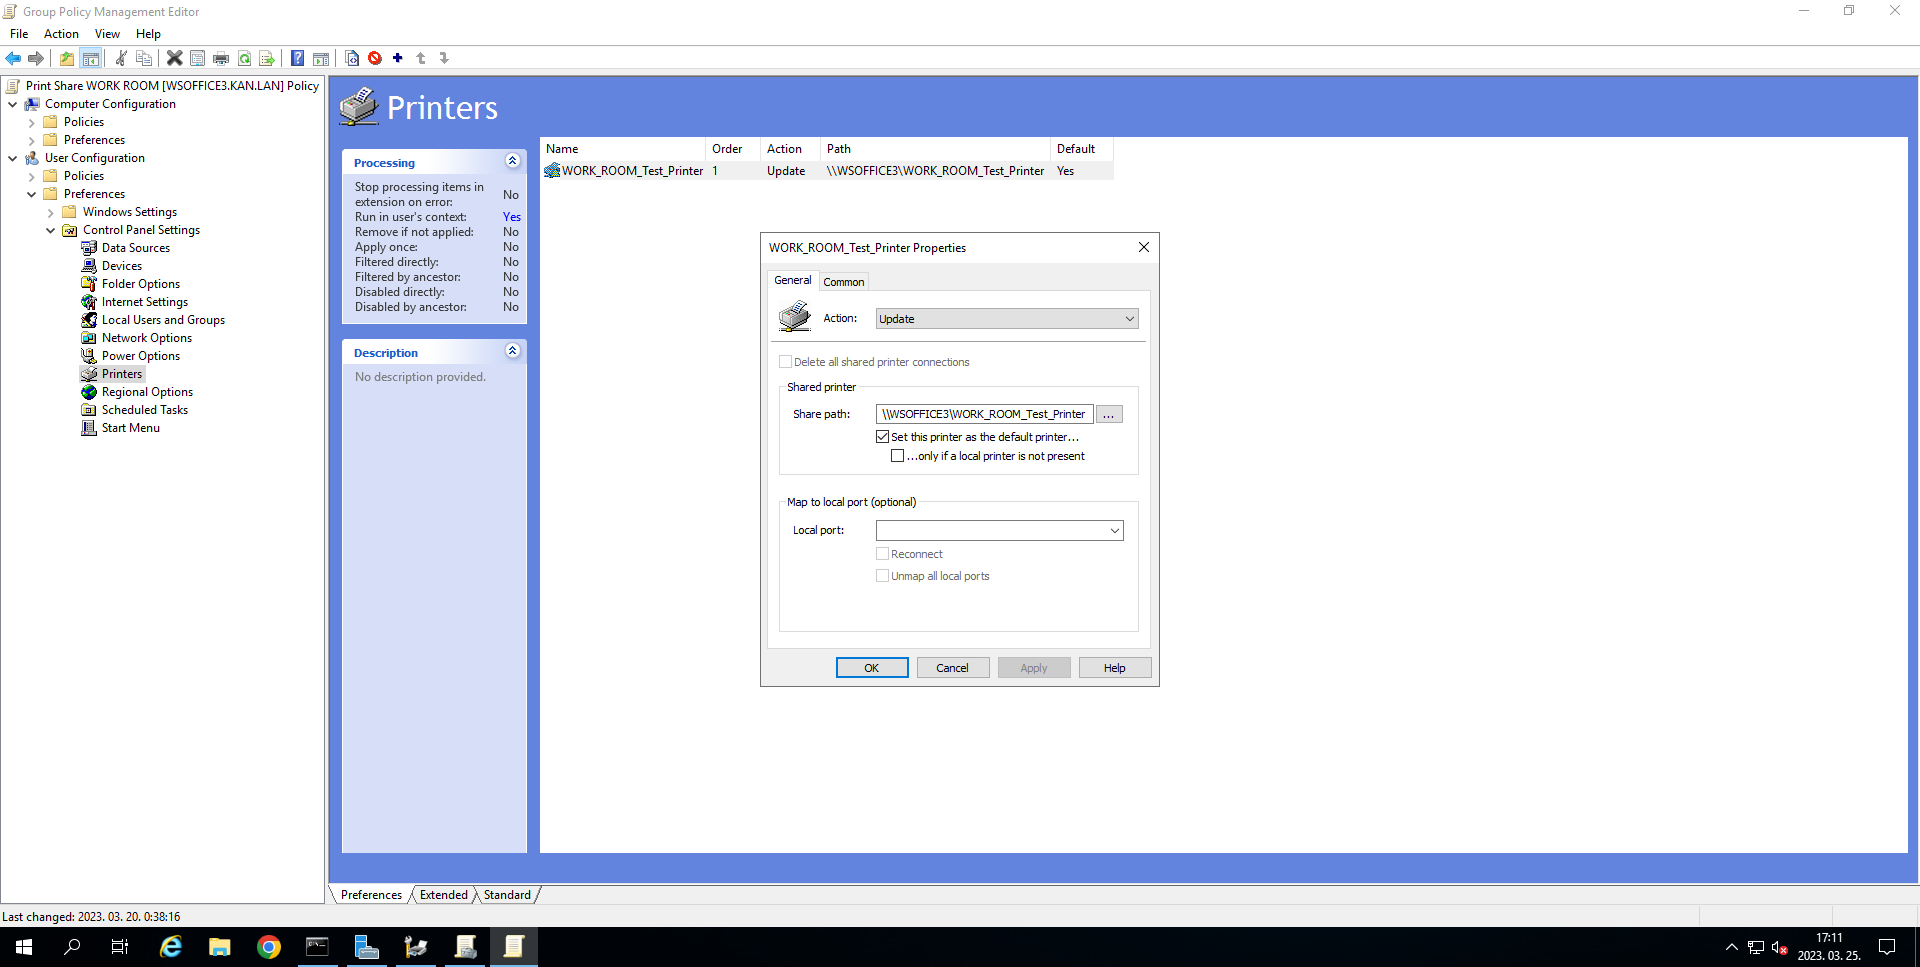 Group Policy Management Editor
File Action View Help
Print Share WORK ROOM [WSOFFICE3.KAN.LAN] Policy
Computer Configuration
Policies
Preferences
User Configuration
Policies
Preferences
Windows Settings
Control Panel Settings
Data Sources
Devices
Folder Options
Internet Settings
Local Users and Groups
Network Options
Power Options
Printers
Regional Options
Scheduled Tasks
Start Menu
Printers
Processing
Stop processing items in extension on error: No
Run in user's context: Yes
Remove if not applied: No
Apply once: No
Filtered directly: No
Filtered by ancestor: No
Disabled directly: No
Disabled by ancestor: No
Description
No description provided.
Name Order Action Path Default
WORK_ROOM_Test_Printer 1 Update \\WSOFFICE3\WORK_ROOM_Test_Printer Yes
WORK_ROOM_Test_Printer Properties
General Common
Action: Update
Delete all shared printer connections
Shared printer
Share path: \\WSOFFICE3\WORK_ROOM_Test_Printer ...
Set this printer as the default printer...
...only if a local printer is not present
Map to local port (optional)
Local port:
Reconnect
Unmap all local ports
OK Cancel Apply Help
Preferences Extended Standard
Last changed: 2023. 03. 20. 0:38:16
17:11
2023. 03. 25.